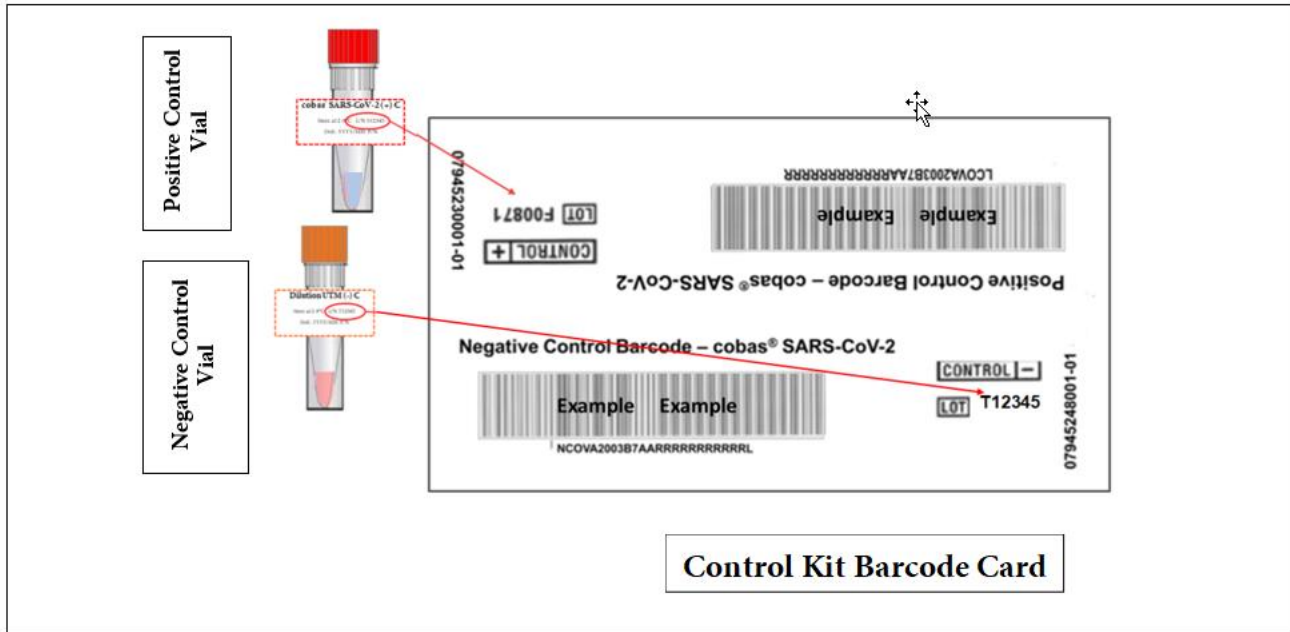 Positive Control
Vial
cobas SARS-CoV-2 (+) C
Negative Control
Vial
Dilution UTM (-) C
07945230001-01
LCOVA2003B7AARRRRRRRRRRRR
Example Example
LOT F00871
CONTROL +
Positive Control Barcode – cobas® SARS-CoV-2
Negative Control Barcode – cobas® SARS-CoV-2
Example Example
NCOVA2003B7AARRRRRRRRRRRL
CONTROL -
LOT T12345
07945248001-01
Control Kit Barcode Card